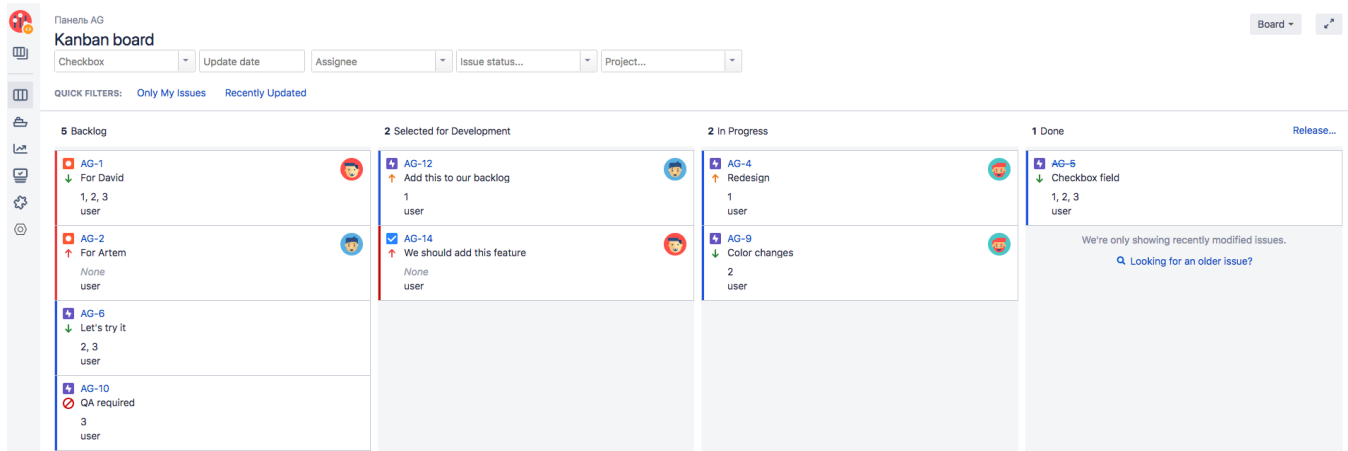 Панель AG
Board
Kanban board
Checkbox
Update date
Assignee
Issue status...
Project...
QUICK FILTERS: Only My Issues Recently Updated
5 Backlog
AG-1
For David
1, 2, 3
user
AG-2
For Artem
None
user
AG-6
Let's try it
2, 3
user
AG-10
QA required
3
user
2 Selected for Development
AG-12
Add this to our backlog
1
user
AG-14
We should add this feature
None
user
2 In Progress
AG-4
Redesign
1
user
AG-9
Color changes
2
user
1 Done
Release...
AG-5
Checkbox field
1, 2, 3
user
We're only showing recently modified issues.
Looking for an older issue?